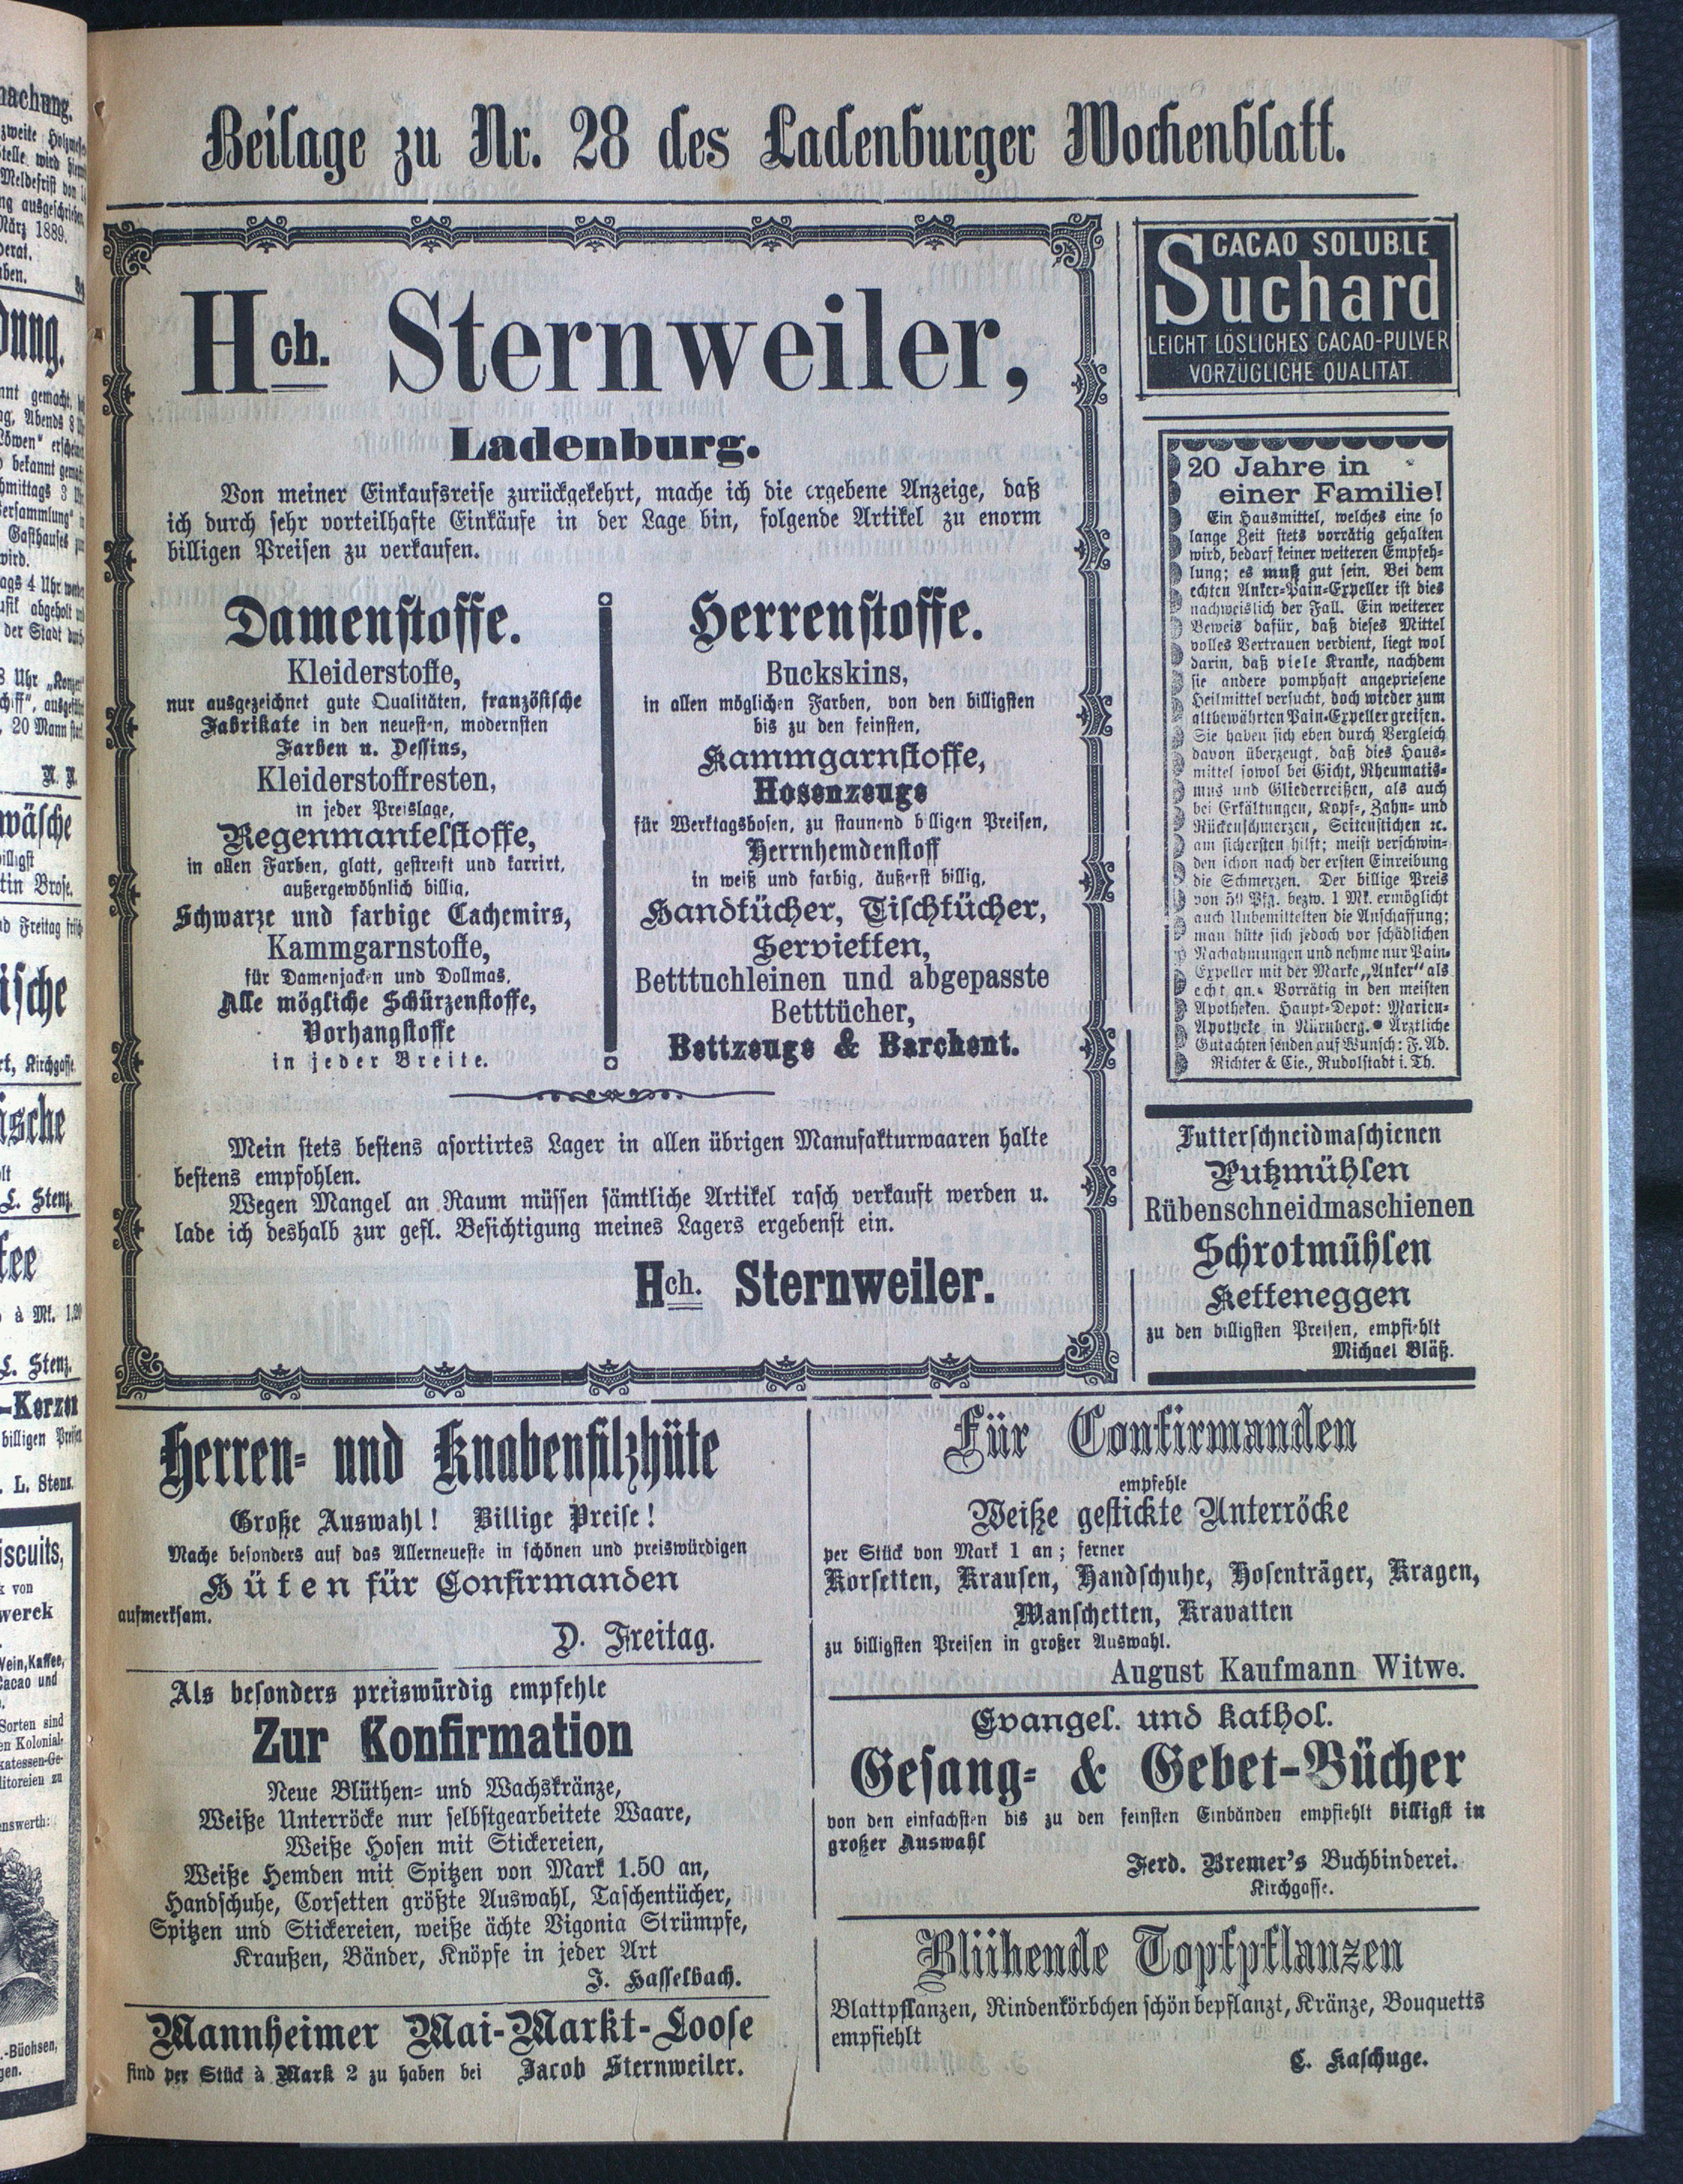 Beilage zu Nr. 28 des Ladenburger Wochenblatt.
Hch. Sternweiler,
Ladenburg.
Von meiner Einkaufsreise zurückgekehrt, mache ich die ergebene Anzeige, daß
ich durch sehr vorteilhafte Einkäufe in der Lage bin, folgende Artikel zu enorm
billigen Preisen zu verkaufen.
Damenstoffe.
Kleiderstoffe,
nur ausgezeichnet gute Qualitäten, französische
Fabrikate in den neuesten, modernsten
Farben u. Dessins,
Kleiderstoffresten,
in jeder Preislage,
Regenmantelstoffe,
in allen Farben, glatt, gestreift und karrirt,
außergewöhnlich billig,
Schwarze und farbige Cachemirs,
Kammgarnstoffe,
für Damenjacken und Dollmas,
Alle mögliche Schürzenstoffe,
Vorhangstoffe
in jeder Breite.
Herrenstoffe.
Buckskins,
in allen möglichen Farben, von den billigsten
bis zu den feinsten,
Kammgarnstoffe,
Hosenzeuge
für Werktagshosen, zu staunend billigen Preisen,
Herrnhemdenstoff
in weiß und farbig, äußerst billig,
Handtücher, Tischtücher,
Servietten,
Betttuchleinen und abgepasste
Betttücher,
Bettzeuge & Barchent.
Mein stets bestens asortirtes Lager in allen übrigen Manufakturwaaren halte
bestens empfohlen.
Wegen Mangel an Raum müssen sämtliche Artikel rasch verkauft werden u.
lade ich deshalb zur gefl. Besichtigung meines Lagers ergebenst ein.
Hch. Sternweiler.
CACAO SOLUBLE
Suchard
LEICHT LÖSLICHES CACAO-PULVER
VORZÜGLICHE QUALITÄT.
20 Jahre in
einer Familie!
Ein Hausmittel, welches eine so
lange Zeit stets vorrätig gehalten
wird, bedarf keiner weiteren Empfeh-
lung; es muß gut sein. Bei dem
echten Anker-Pain-Expeller ist dies
nachweislich der Fall. Ein weiterer
Beweis dafür, daß dieses Mittel
volles Vertrauen verdient, liegt wol
darin, daß viele Kranke, nachdem
sie andere pomphaft angepriesene
Heilmittel versucht, doch wieder zum
altbewährten Pain-Expeller greifen.
Sie haben sich eben durch Vergleich
davon überzeugt, daß dies Haus-
mittel sowol bei Gicht, Rheumatis-
mus und Gliederreißen, als auch
bei Erkältungen, Kopf-, Zahn- und
Rückenschmerzen, Seitenstichen ꝛc.
am sichersten hilft; meist verschwin-
den schon nach der ersten Einreibung
die Schmerzen. Der billige Preis
von 50 Pfg. bezw. 1 Mk. ermöglicht
auch Unbemittelten die Anschaffung;
man hüte sich jedoch vor schädlichen
Nachahmungen und nehme nur Pain-
Expeller mit der Marke „Anker" als
echt an. Vorrätig in den meisten
Apotheken. Haupt-Depot: Marien-
Apotheke in Nürnberg. Ärztliche
Gutachten senden auf Wunsch: F. Ad.
Richter & Cie., Rudolstadt i. Th.
Futterschneidmaschienen
Putzmühlen
Rübenschneidmaschienen
Schrotmühlen
Ketteneggen
zu den billigsten Preisen, empfiehlt
Michael Bläß.
Herren- und Knabenfilzhüte
Große Auswahl! Billige Preise!
Mache besonders auf das Allerneueste in schönen und preiswürdigen
Hüten für Confirmanden
aufmerksam.
D. Freitag.
Als besonders preiswürdig empfehle
Zur Konfirmation
Neue Blüthen- und Wachskränze,
Weiße Unterröcke nur selbstgearbeitete Waare,
Weiße Hosen mit Stickereien,
Weiße Hemden mit Spitzen von Mark 1.50 an,
Handschuhe, Corsetten größte Auswahl, Taschentücher,
Spitzen und Stickereien, weiße ächte Vigonia Strümpfe,
Kraußen, Bänder, Knöpfe in jeder Art
J. Hasselbach.
Mannheimer Mai-Markt-Loose
sind per Stück à Mark 2 zu haben bei Jacob Sternweiler.
Für Confirmanden
empfehle
Weiße gestickte Unterröcke
per Stück von Mark 1 an; ferner
Korsetten, Krausen, Handschuhe, Hosenträger, Kragen,
Manschetten, Kravatten
zu billigsten Preisen in großer Auswahl.
August Kaufmann Witwe.
Evangel. und kathol.
Gesang- & Gebet-Bücher
von den einfachsten bis zu den feinsten Einbänden empfiehlt billigst in
großer Auswahl
Ferd. Bremer's Buchbinderei.
Kirchgasse.
Blühende Topfpflanzen
Blattpflanzen, Rindenkörbchen schön bepflanzt, Kränze, Bouquetts
empfiehlt
C. Kaschuge.